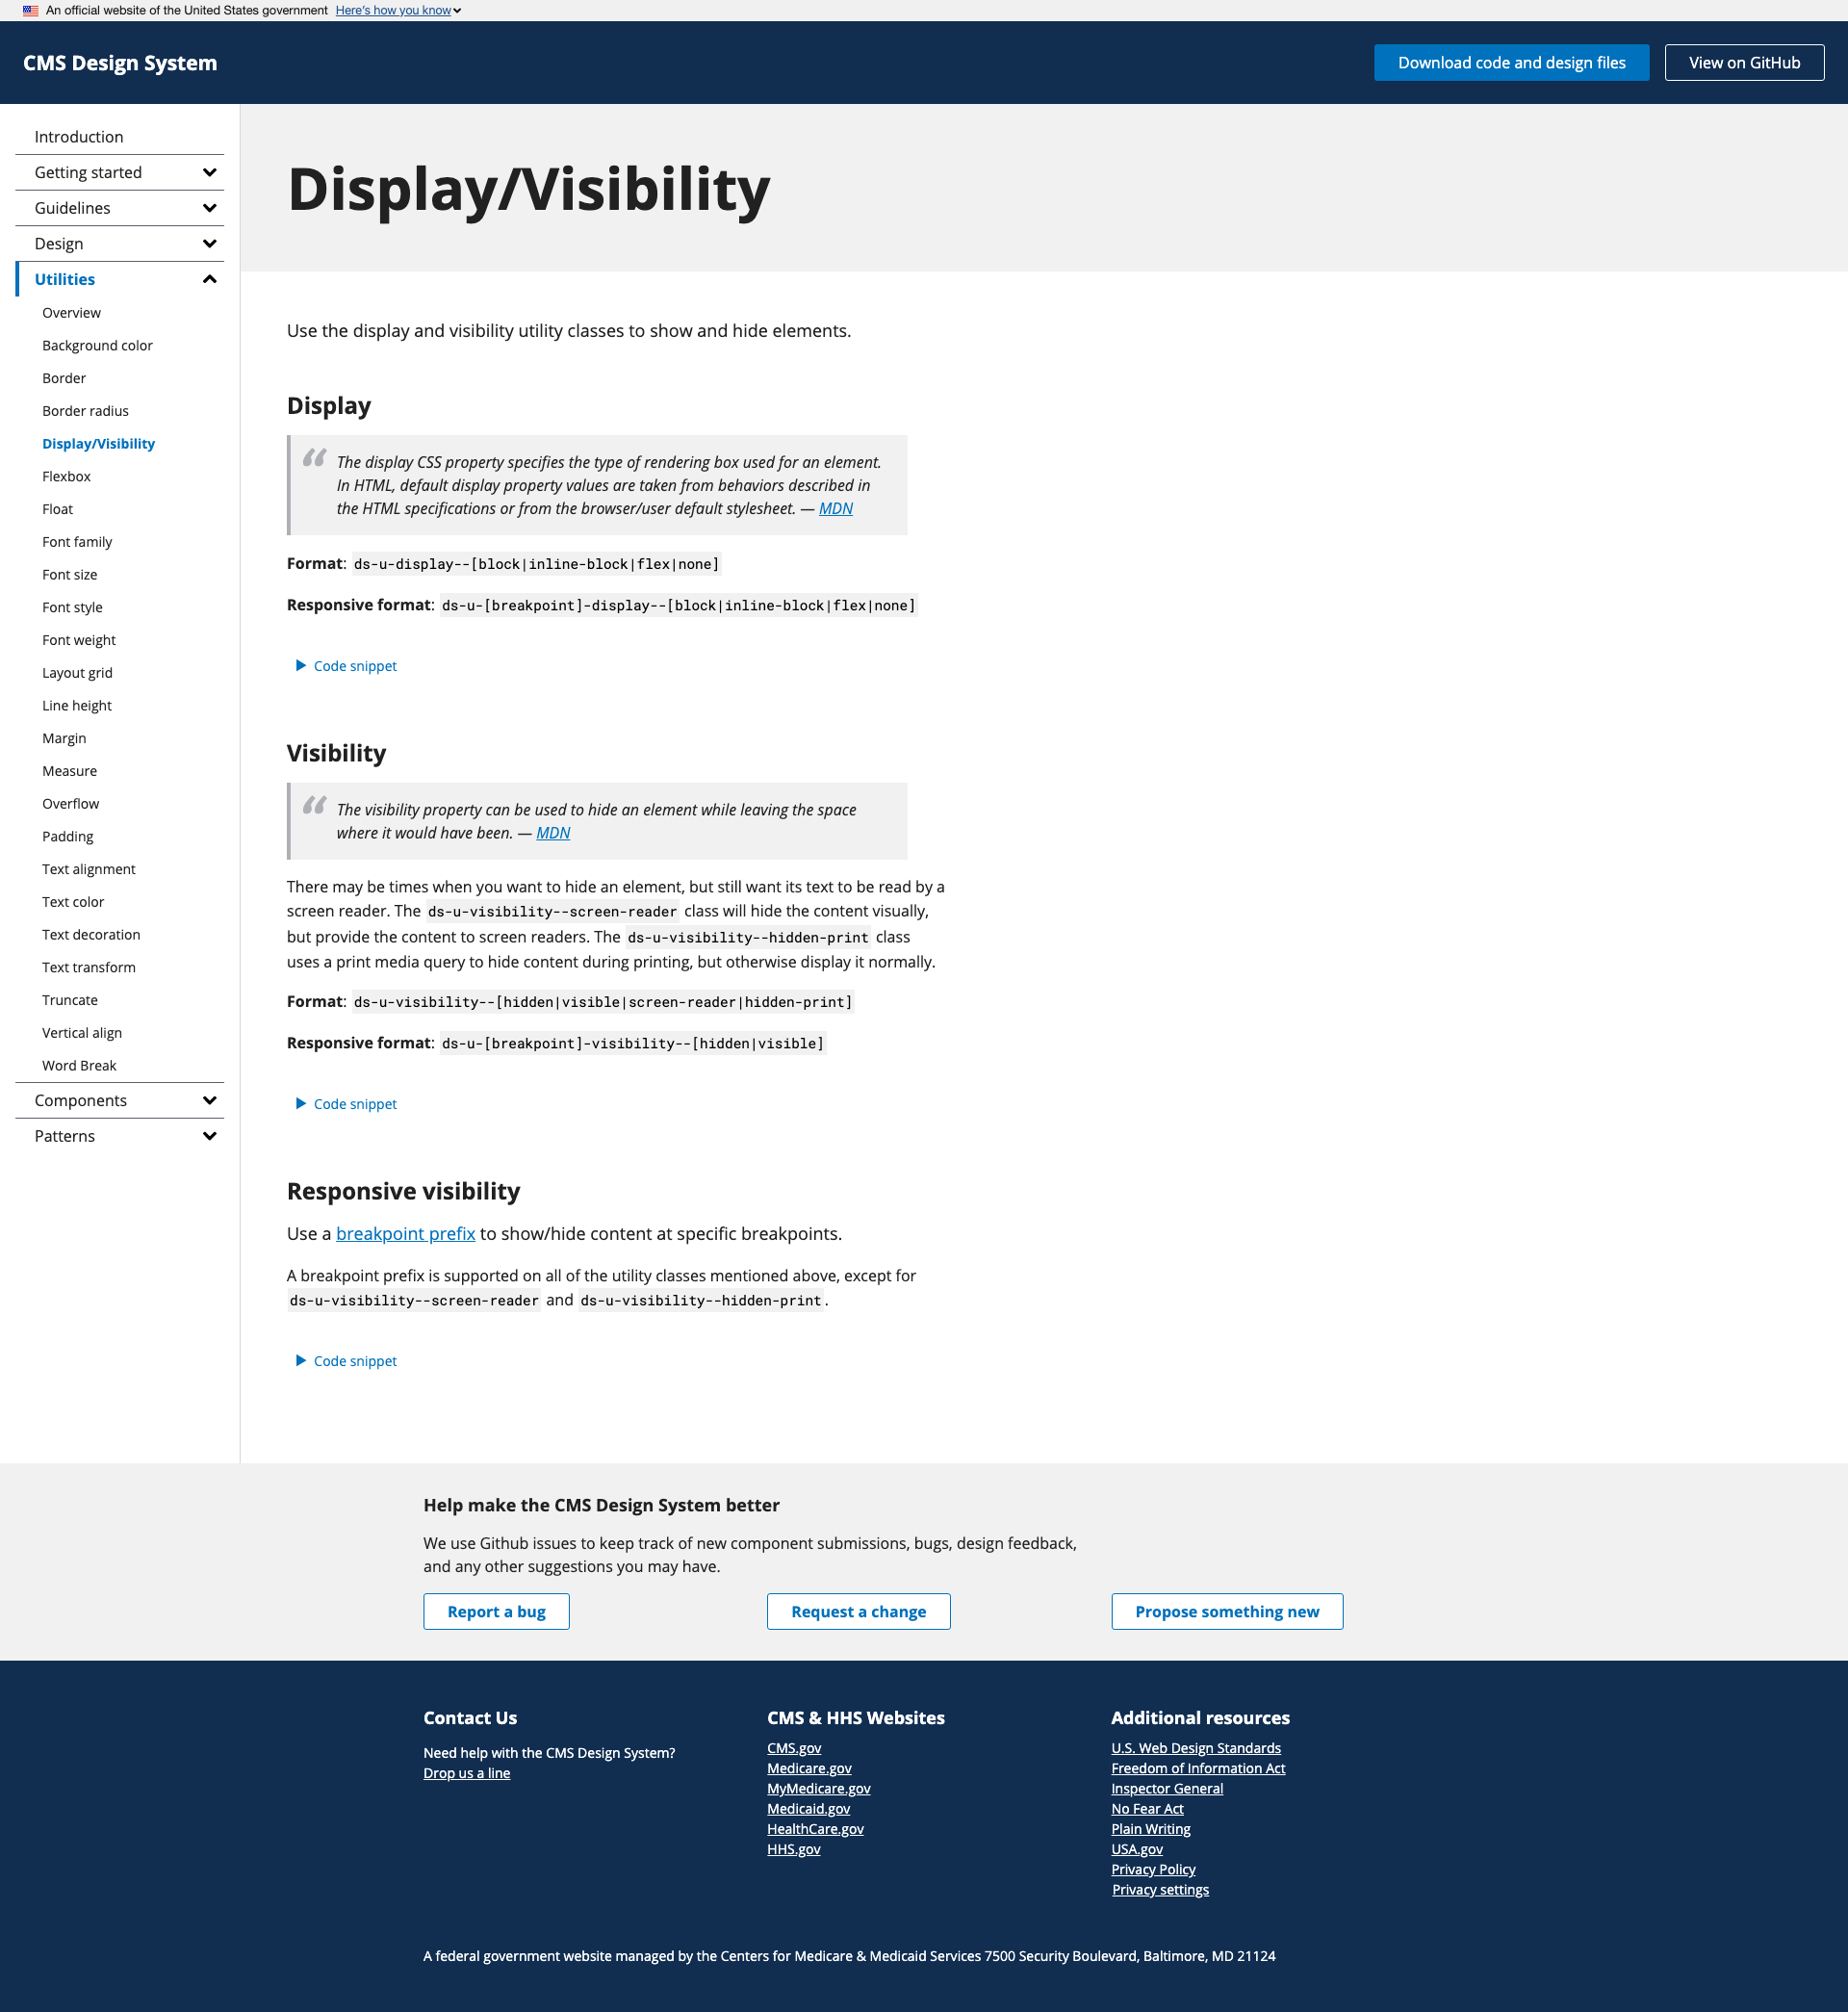 An official website of the United States government Here's how you know
CMS Design System
Download code and design files
View on GitHub
Introduction
Getting started
Guidelines
Design
Utilities
Overview
Background color
Border
Border radius
Display/Visibility
Flexbox
Float
Font family
Font size
Font style
Font weight
Layout grid
Line height
Margin
Measure
Overflow
Padding
Text alignment
Text color
Text decoration
Text transform
Truncate
Vertical align
Word Break
Components
Patterns
Display/Visibility
Use the display and visibility utility classes to show and hide elements.
Display
The display CSS property specifies the type of rendering box used for an element.
In HTML, default display property values are taken from behaviors described in
the HTML specifications or from the browser/user default stylesheet. — MDN
Format: ds-u-display--[block|inline-block|flex|none]
Responsive format: ds-u-[breakpoint]-display--[block|inline-block|flex|none]
Code snippet
Visibility
The visibility property can be used to hide an element while leaving the space
where it would have been. — MDN
There may be times when you want to hide an element, but still want its text to be read by a
screen reader. The ds-u-visibility--screen-reader class will hide the content visually,
but provide the content to screen readers. The ds-u-visibility--hidden-print class
uses a print media query to hide content during printing, but otherwise display it normally.
Format: ds-u-visibility--[hidden|visible|screen-reader|hidden-print]
Responsive format: ds-u-[breakpoint]-visibility--[hidden|visible]
Code snippet
Responsive visibility
Use a breakpoint prefix to show/hide content at specific breakpoints.
A breakpoint prefix is supported on all of the utility classes mentioned above, except for
ds-u-visibility--screen-reader and ds-u-visibility--hidden-print.
Code snippet
Help make the CMS Design System better
We use Github issues to keep track of new component submissions, bugs, design feedback,
and any other suggestions you may have.
Report a bug
Request a change
Propose something new
Contact Us
Need help with the CMS Design System?
Drop us a line
CMS & HHS Websites
CMS.gov
Medicare.gov
MyMedicare.gov
Medicaid.gov
HealthCare.gov
HHS.gov
Additional resources
U.S. Web Design Standards
Freedom of Information Act
Inspector General
No Fear Act
Plain Writing
USA.gov
Privacy Policy
Privacy settings
A federal government website managed by the Centers for Medicare & Medicaid Services 7500 Security Boulevard, Baltimore, MD 21124